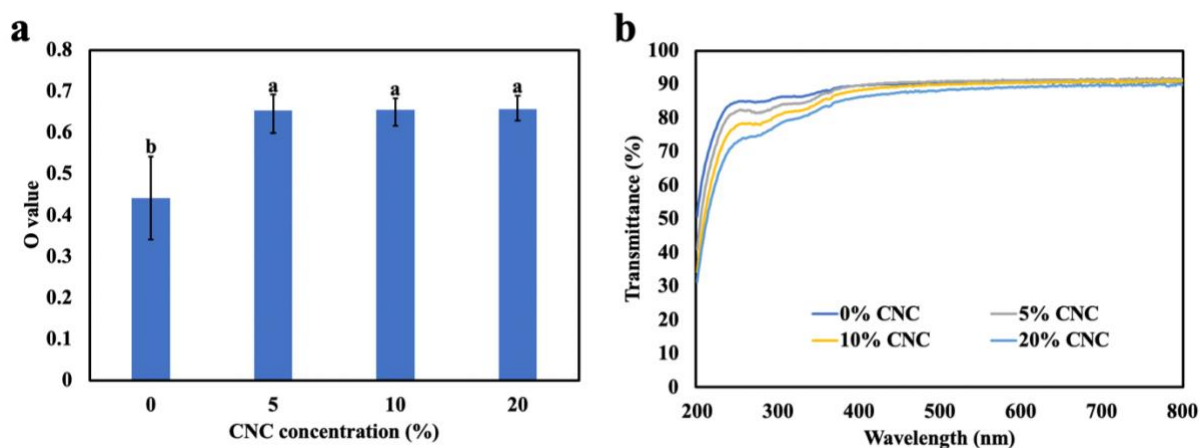 a
0.8
0.7
0.6
0.5
0.4
0.3
0.2
0.1
0
O value
b
a
a
a
0
5
10
20
CNC concentration (%)
b
100
90
80
70
60
50
40
30
20
10
0
Transmittance (%)
0% CNC
5% CNC
10% CNC
20% CNC
200
300
400
500
600
700
800
Wavelength (nm)